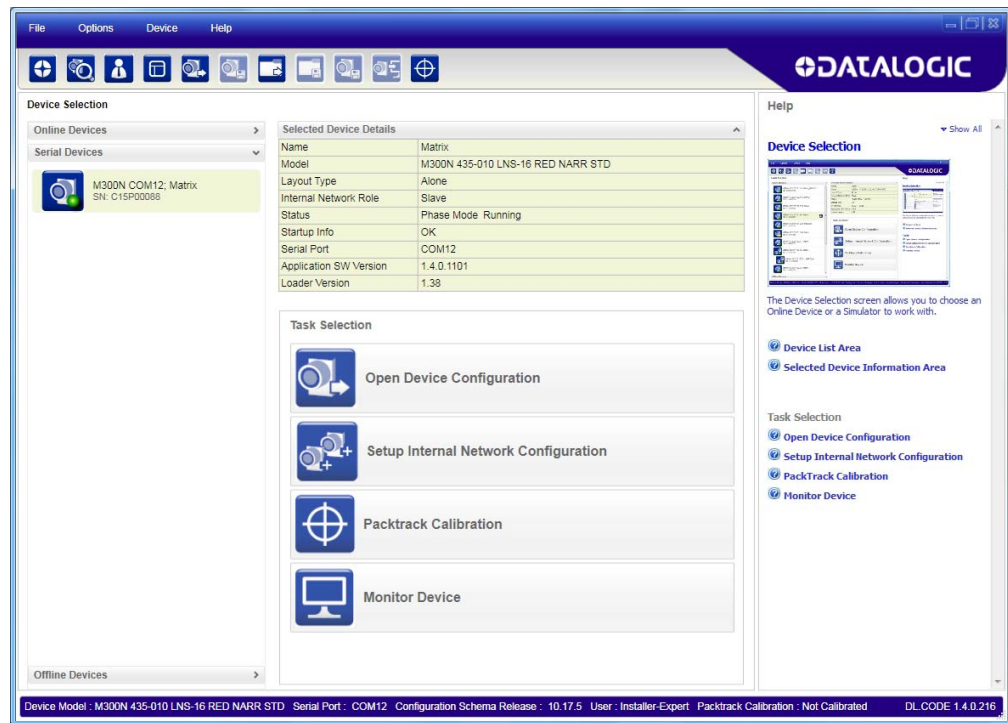 File Options Device Help
DATALOGIC
Device Selection
Online Devices
Serial Devices
M300N COM12; Matrix
SN: C15P00088
Offline Devices
Selected Device Details
Name Matrix
Model M300N 435-010 LNS-16 RED NARR STD
Layout Type Alone
Internal Network Role Slave
Status Phase Mode Running
Startup Info OK
Serial Port COM12
Application SW Version 1.4.0.1101
Loader Version 1.38
Task Selection
Open Device Configuration
Setup Internal Network Configuration
Packtrack Calibration
Monitor Device
Help
Show All
Device Selection
The Device Selection screen allows you to choose an
Online Device or a Simulator to work with.
Device List Area
Selected Device Information Area
Task Selection
Open Device Configuration
Setup Internal Network Configuration
PackTrack Calibration
Monitor Device
Device Model : M300N 435-010 LNS-16 RED NARR STD Serial Port : COM12 Configuration Schema Release : 10.17.5 User : Installer-Expert Packtrack Calibration : Not Calibrated DL.CODE 1.4.0.216